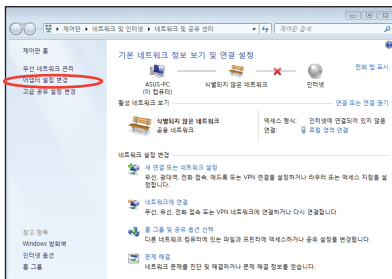 ▸ 제어판 ▸ 네트워크 및 인터넷 ▸ 네트워크 및 공유 센터
제어판 검색
제어판 홈
무선 네트워크 관리
어댑터 설정 변경
고급 공유 설정 변경
기본 네트워크 정보 보기 및 연결 설정
전체 맵 표시
ASUS-PC
(이 컴퓨터)
식별되지 않은 네트워크
인터넷
활성 네트워크 보기
연결 또는 연결 끊기
식별되지 않은 네트워크
공용 네트워크
액세스 형식: 인터넷에 연결되어 있지 않음
연결: 로컬 영역 연결
네트워크 설정 변경
새 연결 또는 네트워크 설정
무선, 광대역, 전화 접속, 애드혹 또는 VPN 연결을 설정하거나 라우터 또는 액세스 지점을 설정합니다.
네트워크에 연결
무선, 유선, 전화 접속 또는 VPN 네트워크에 연결하거나 다시 연결합니다
홈 그룹 및 공유 옵션 선택
다른 네트워크 컴퓨터에 있는 파일과 프린터에 액세스하거나 공유 설정을 변경합니다.
문제 해결
네트워크 문제를 진단 및 해결하거나 문제 해결 정보를 얻습니다.
참고 항목
Windows 방화벽
인터넷 옵션
홈 그룹